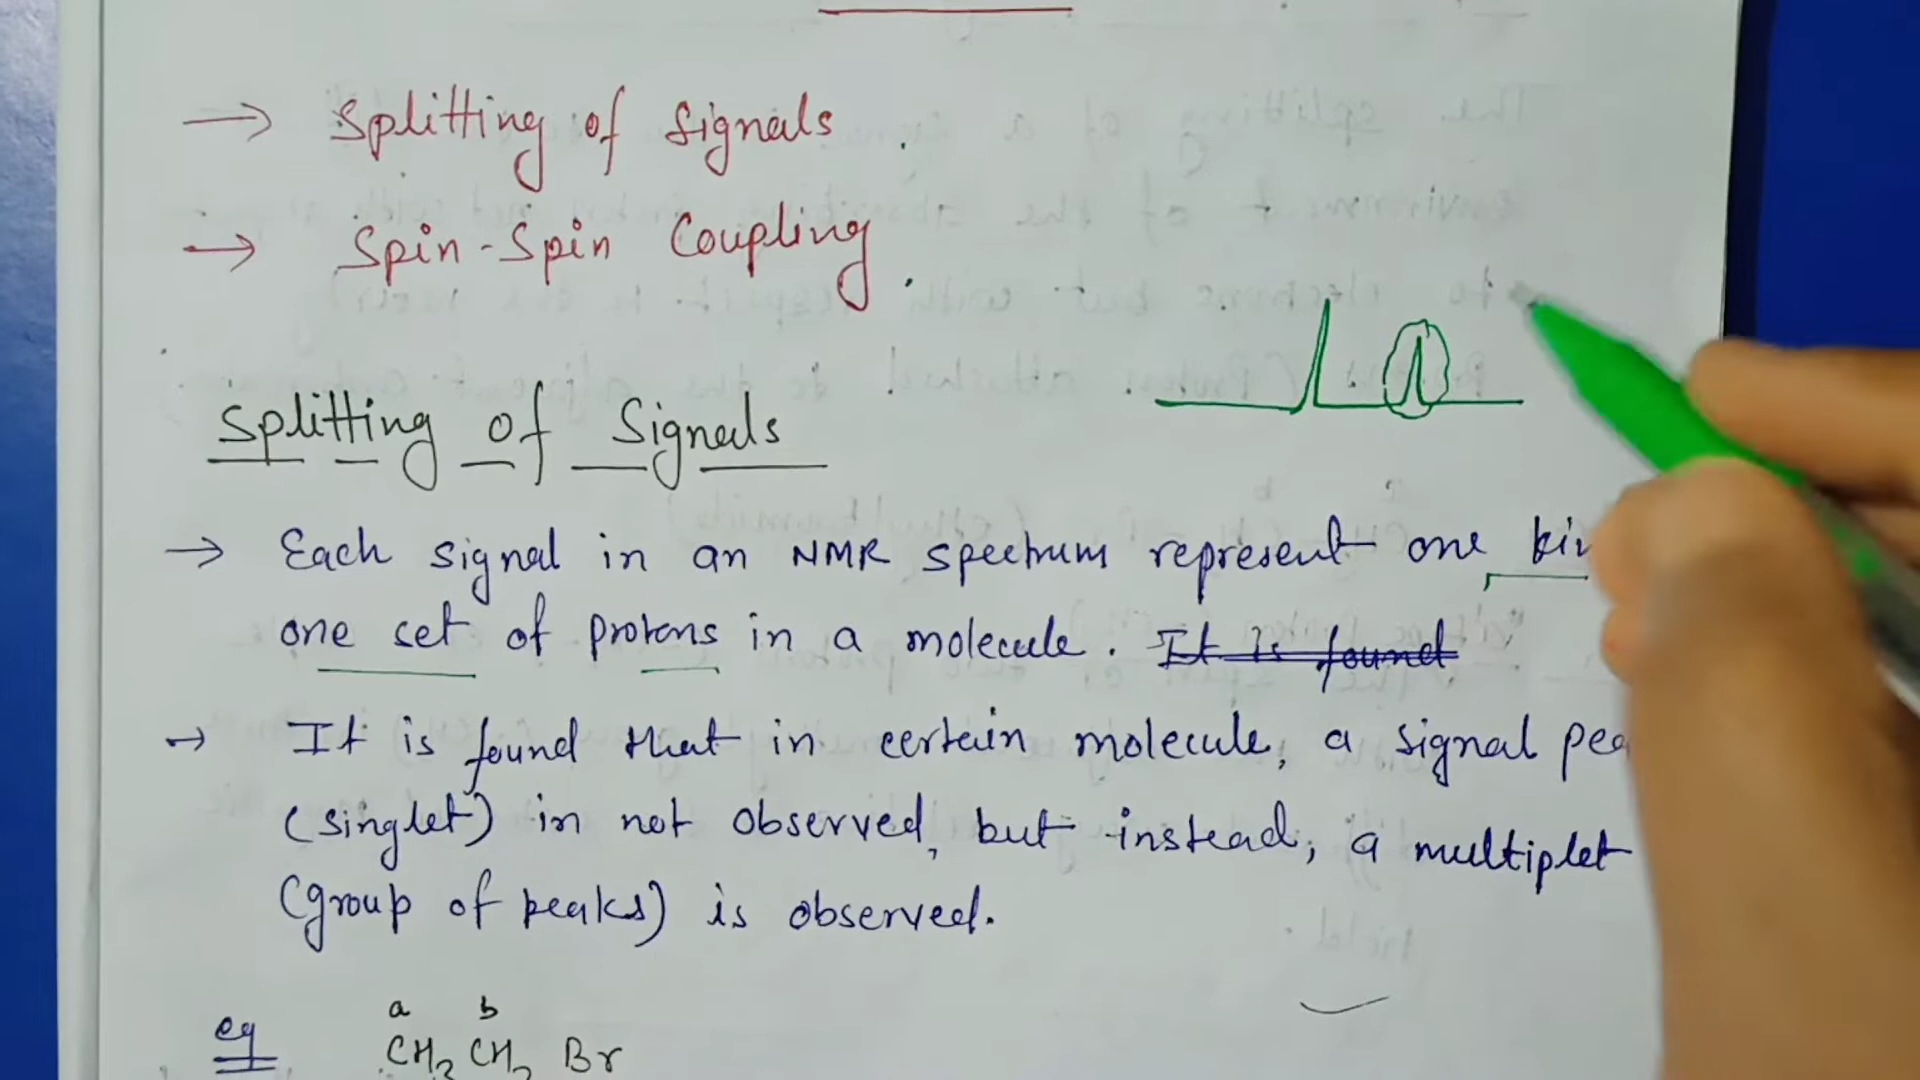 → Splitting of Signals
→ Spin-Spin Coupling
Splitting of Signals
→ Each signal in an NMR spectrum represent one
one set of protons in a molecule. It is found
→ It is found that in certain molecule, a signal
(singlet) in not observed, but instead, a multiplet
(group of peaks) is observed.
a b
eg CH3 CH2 Br